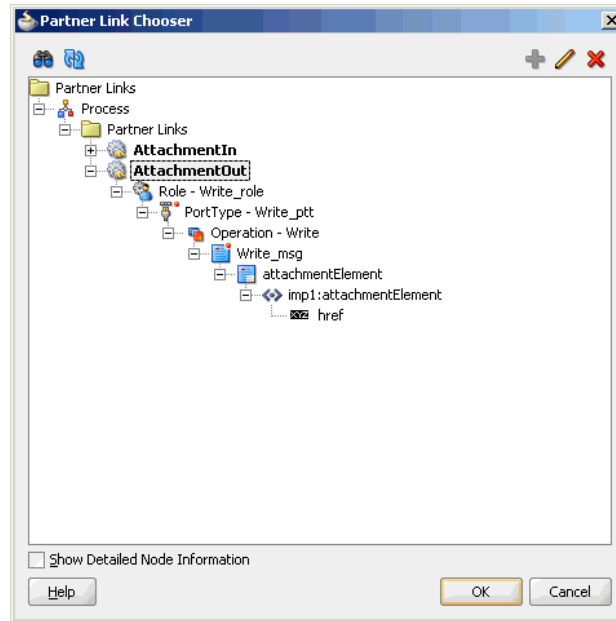 Partner Link Chooser
Partner Links
Process
Partner Links
AttachmentIn
AttachmentOut
Role - Write_role
PortType - Write_ptt
Operation - Write
Write_msg
attachmentElement
imp1:attachmentElement
XYZ href
Show Detailed Node Information
Help OK Cancel